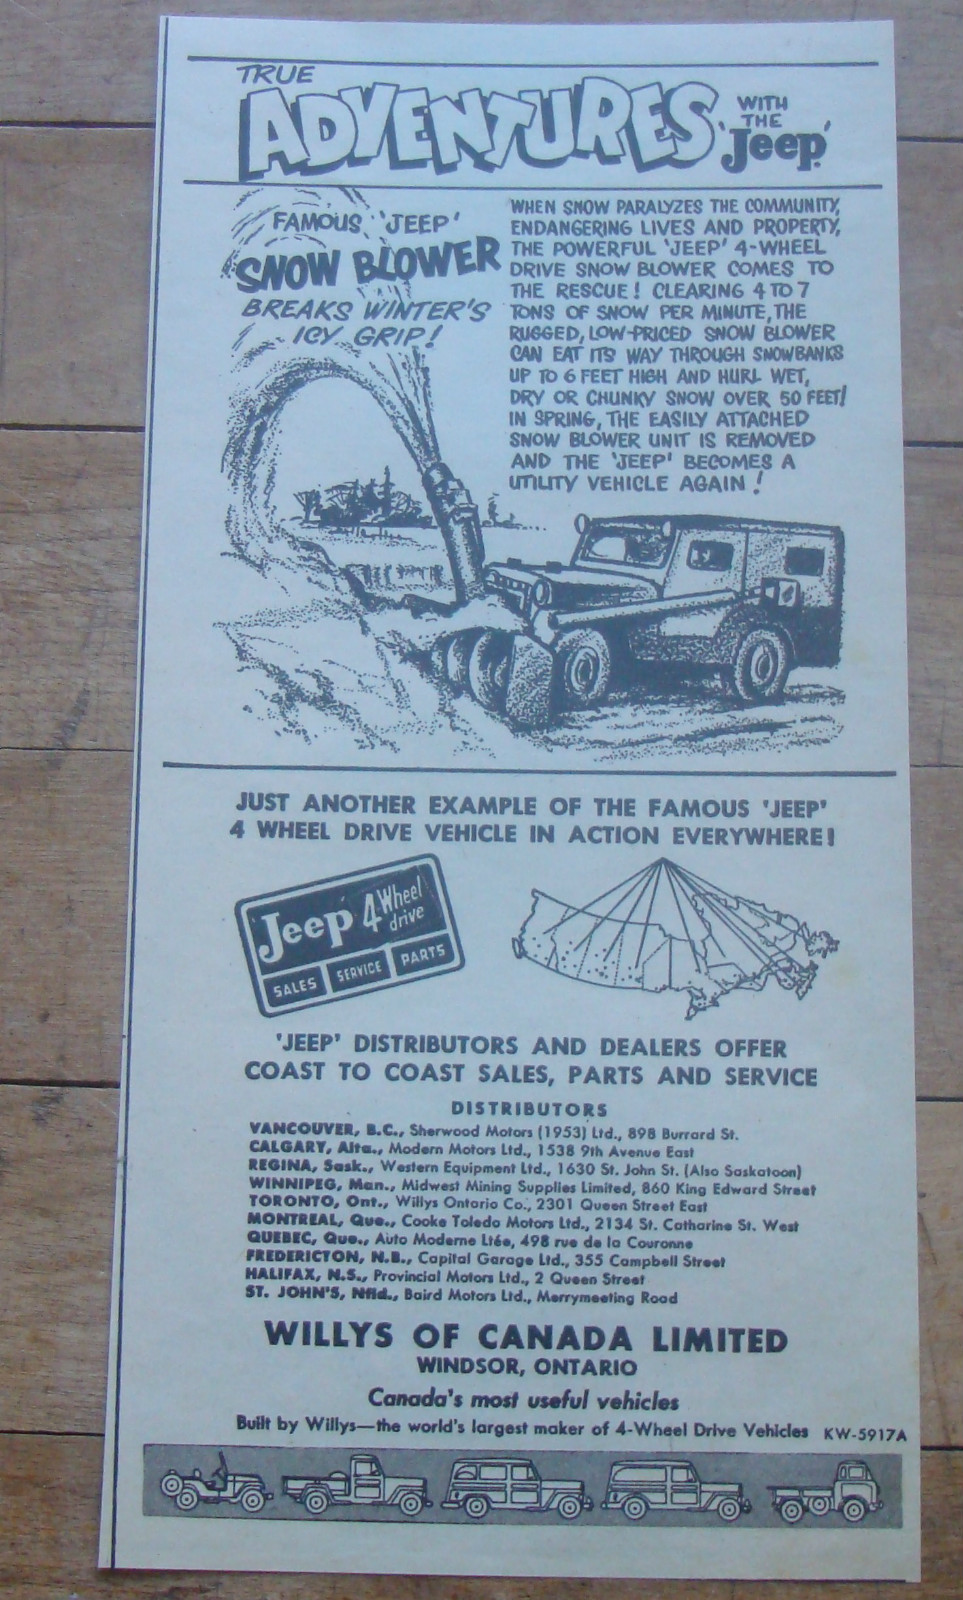 TRUE
ADVENTURES
WITH
THE
'Jeep'
FAMOUS 'JEEP'
SNOW BLOWER
BREAKS WINTER'S
ICY GRIP!
WHEN SNOW PARALYZES THE COMMUNITY,
ENDANGERING LIVES AND PROPERTY,
THE POWERFUL 'JEEP' 4-WHEEL
DRIVE SNOW BLOWER COMES TO
THE RESCUE! CLEARING 4 TO 7
TONS OF SNOW PER MINUTE, THE
RUGGED, LOW-PRICED SNOW BLOWER
CAN EAT ITS WAY THROUGH SNOWBANKS
UP TO 6 FEET HIGH AND HURL WET,
DRY OR CHUNKY SNOW OVER 50 FEET!
IN SPRING, THE EASILY ATTACHED
SNOW BLOWER UNIT IS REMOVED
AND THE 'JEEP' BECOMES A
UTILITY VEHICLE AGAIN!
JUST ANOTHER EXAMPLE OF THE FAMOUS 'JEEP'
4 WHEEL DRIVE VEHICLE IN ACTION EVERYWHERE!
Jeep 4 Wheel
drive
SALES SERVICE PARTS
'JEEP' DISTRIBUTORS AND DEALERS OFFER
COAST TO COAST SALES, PARTS AND SERVICE
DISTRIBUTORS
VANCOUVER, B.C., Sherwood Motors (1953) Ltd., 898 Burrard St.
CALGARY, Alta., Modern Motors Ltd., 1538 9th Avenue East
REGINA, Sask., Western Equipment Ltd., 1630 St. John St. (Also Saskatoon)
WINNIPEG, Man., Midwest Mining Supplies Limited, 860 King Edward Street
TORONTO, Ont., Willys Ontario Co., 2301 Queen Street East
MONTREAL, Que., Cooke Toledo Motors Ltd., 2134 St. Catharine St. West
QUEBEC, Que., Auto Moderne Ltée, 498 rue de la Couronne
FREDERICTON, N.B., Capital Garage Ltd., 355 Campbell Street
HALIFAX, N.S., Provincial Motors Ltd., 2 Queen Street
ST. JOHN'S, Nfld., Baird Motors Ltd., Merrymeeting Road
WILLYS OF CANADA LIMITED
WINDSOR, ONTARIO
Canada's most useful vehicles
Built by Willys—the world's largest maker of 4-Wheel Drive Vehicles KW-5917A